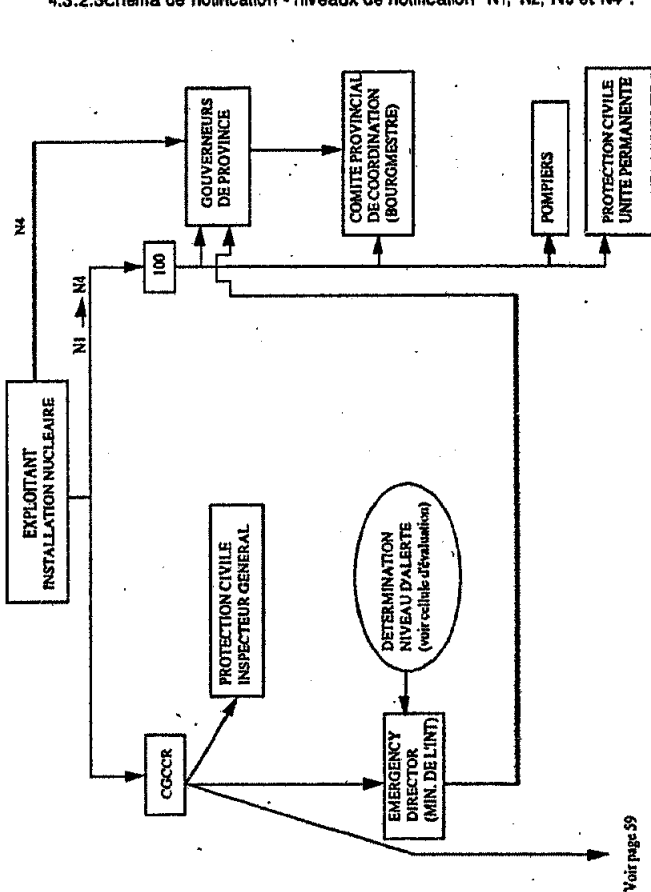 4.3.2.Schéma de notification - niveaux de notification "N1, N2, N3 et N4".
EXPLOITANT
INSTALLATION NUCLEAIRE
N4
N1 → N4
CGCCR
100
GOUVERNEURS
DE PROVINCE
PROTECTION CIVILE
INSPECTEUR GENERAL
COMITE PROVINCIAL
DE COORDINATION
(BOURGMESTRE)
DETERMINATION
NIVEAU D'ALERTE
(voir cellule d'évaluation)
EMERGENCY
DIRECTOR
(MIN. DE L'INT)
POMPIERS
PROTECTION CIVILE
UNITE PERMANENTE
Voir page 59